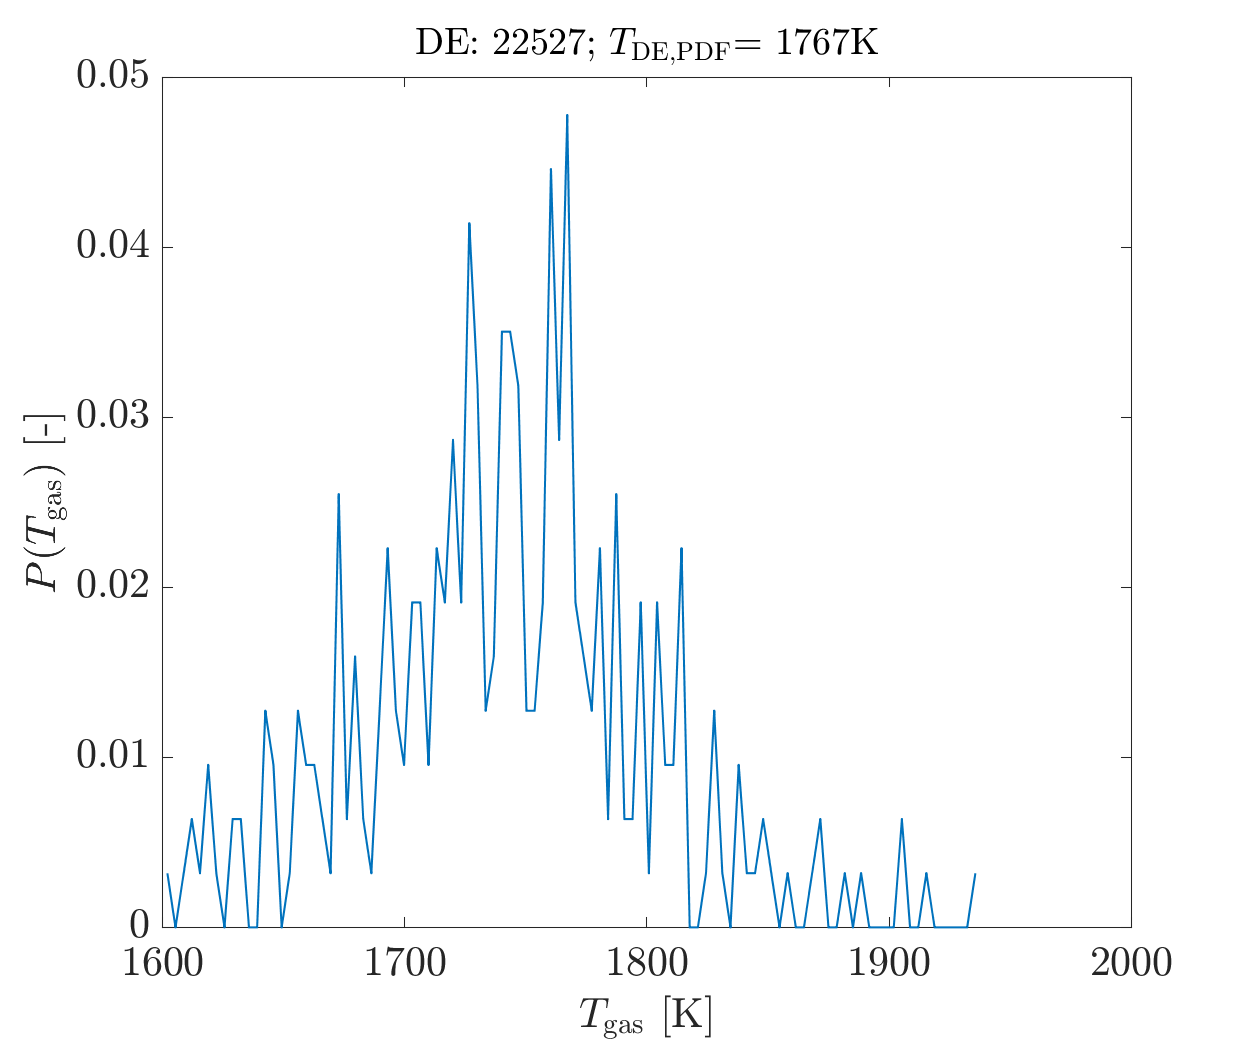 DE: 22527; T_DE,PDF= 1767K
0.05
0.04
0.03
0.02
0.01
0
P(T_gas) [-]
1600 1700 1800 1900 2000
T_gas [K]